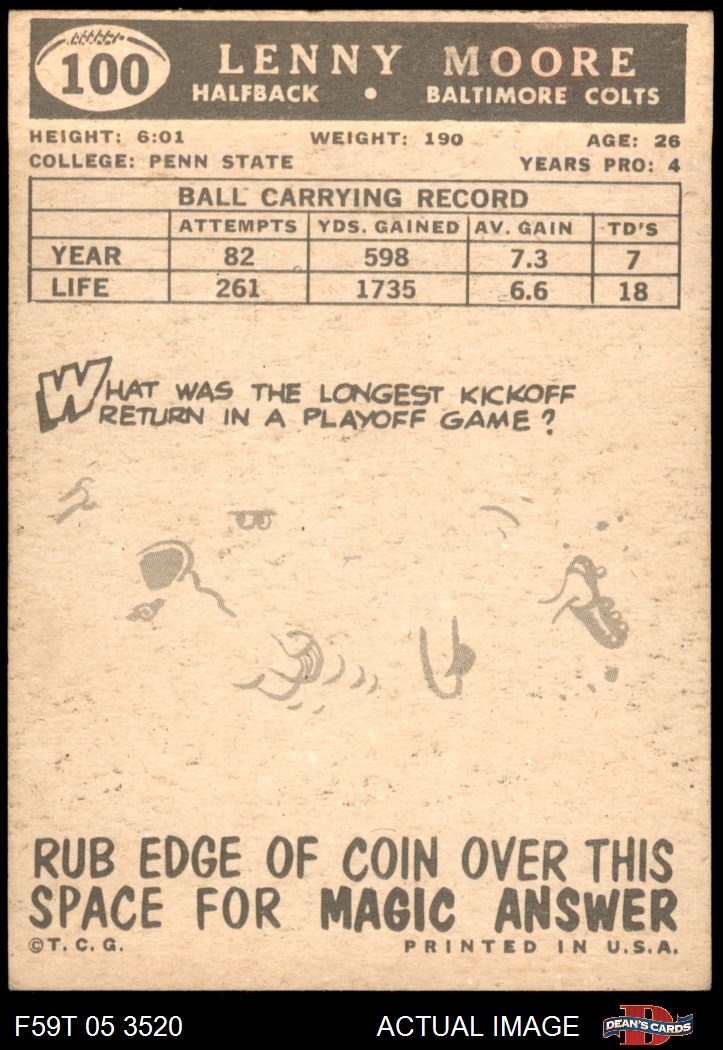 100
LENNY MOORE
HALFBACK • BALTIMORE COLTS
HEIGHT: 6:01 WEIGHT: 190 AGE: 26
COLLEGE: PENN STATE YEARS PRO: 4
BALL CARRYING RECORD
ATTEMPTS YDS. GAINED AV. GAIN TD'S
YEAR 82 598 7.3 7
LIFE 261 1735 6.6 18
WHAT WAS THE LONGEST KICKOFF
RETURN IN A PLAYOFF GAME?
RUB EDGE OF COIN OVER THIS
SPACE FOR MAGIC ANSWER
©T. C. G. PRINTED IN U.S.A.
F59T 05 3520 ACTUAL IMAGE D DEAN'S CARDS